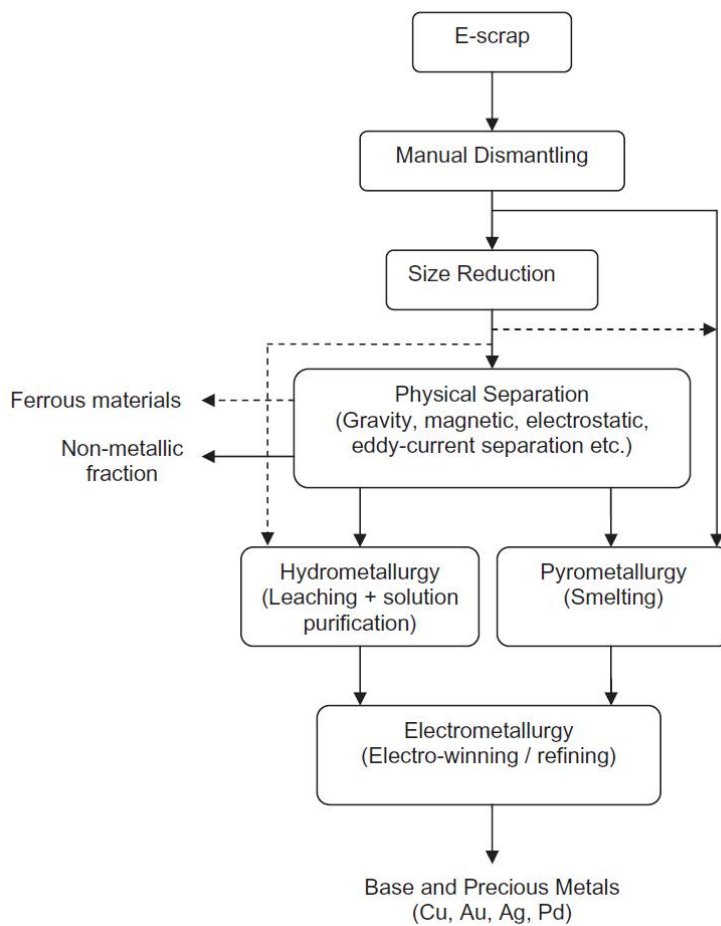 E-scrap
Manual Dismantling
Size Reduction
Physical Separation
(Gravity, magnetic, electrostatic,
eddy-current separation etc.)
Ferrous materials
Non-metallic
fraction
Hydrometallurgy
(Leaching + solution
purification)
Pyrometallurgy
(Smelting)
Electrometallurgy
(Electro-winning / refining)
Base and Precious Metals
(Cu, Au, Ag, Pd)